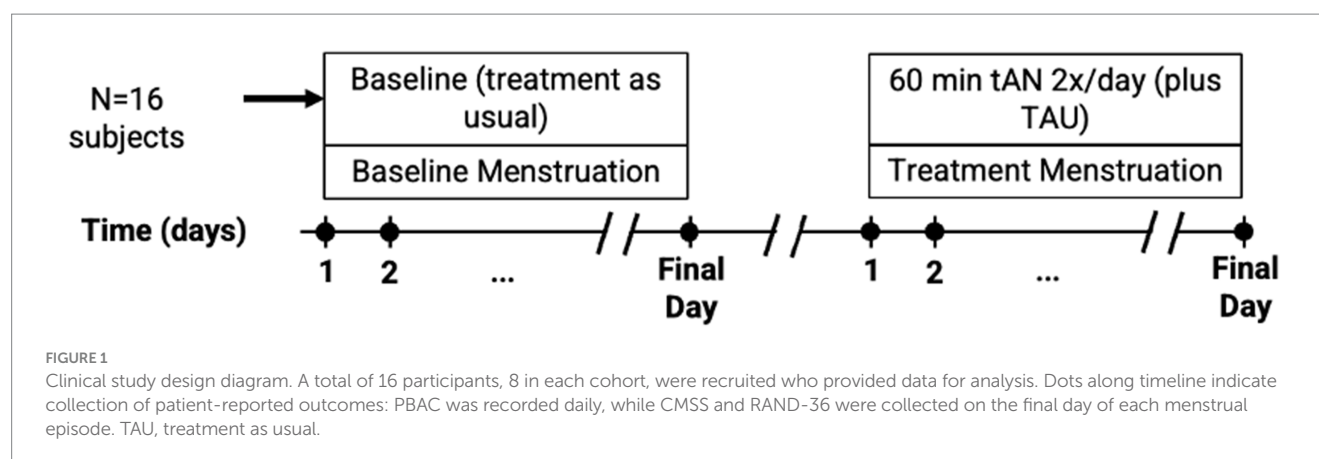 N=16
subjects
Baseline (treatment as
usual)
Baseline Menstruation
60 min tAN 2x/day (plus
TAU)
Treatment Menstruation
Time (days)
1
2
...
Final
Day
1
2
...
Final
Day
FIGURE 1
Clinical study design diagram. A total of 16 participants, 8 in each cohort, were recruited who provided data for analysis. Dots along timeline indicate
collection of patient-reported outcomes: PBAC was recorded daily, while CMSS and RAND-36 were collected on the final day of each menstrual
episode. TAU, treatment as usual.